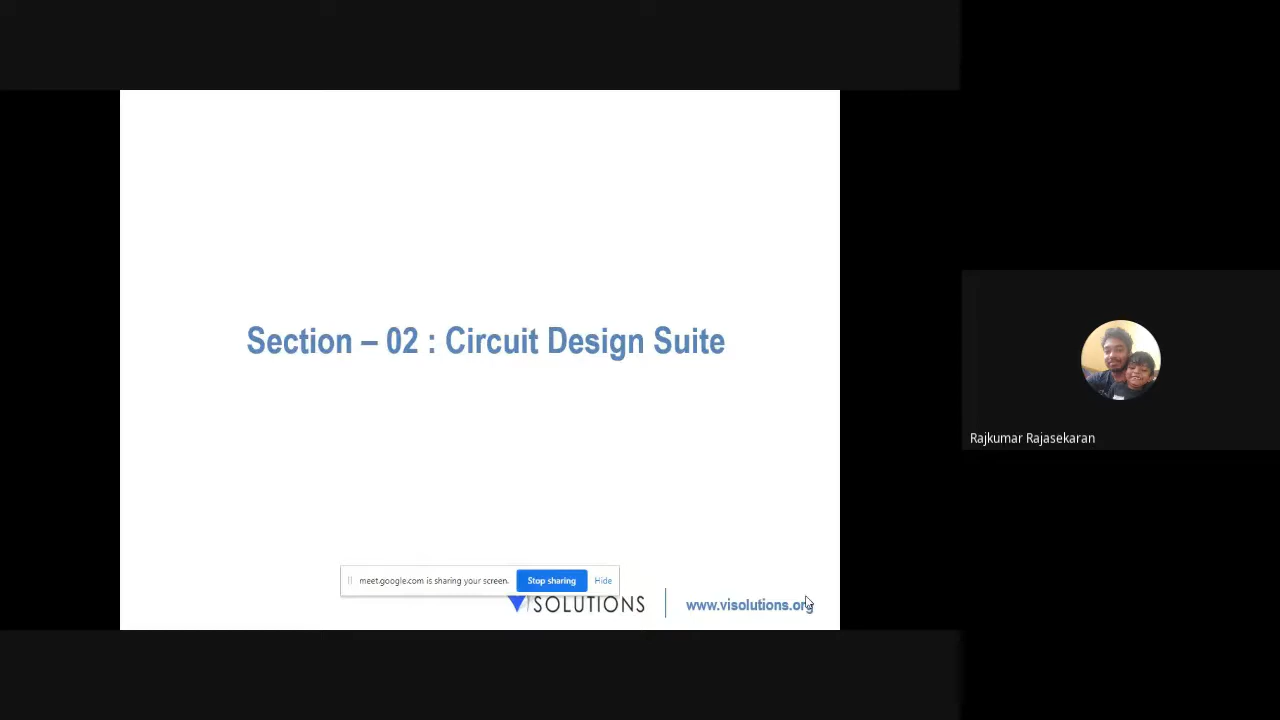 Section – 02 : Circuit Design Suite
Rajkumar Rajasekaran
meet.google.com is sharing your screen.
Stop sharing
Hide
VI SOLUTIONS
www.visolutions.org